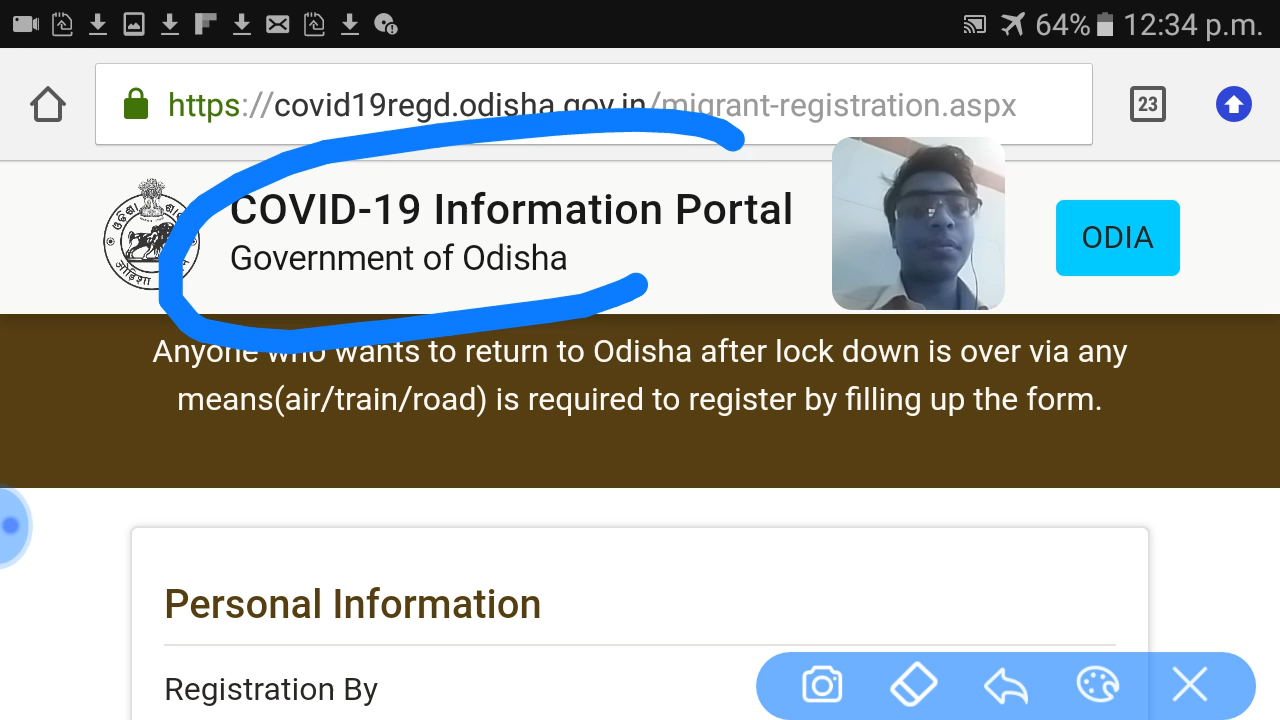 64% 12:34 p.m.
https://covid19regd.odisha.gov.in/migrant-registration.aspx
23
COVID-19 Information Portal
Government of Odisha
ODIA
Anyone who wants to return to Odisha after lock down is over via any
means(air/train/road) is required to register by filling up the form.
Personal Information
Registration By